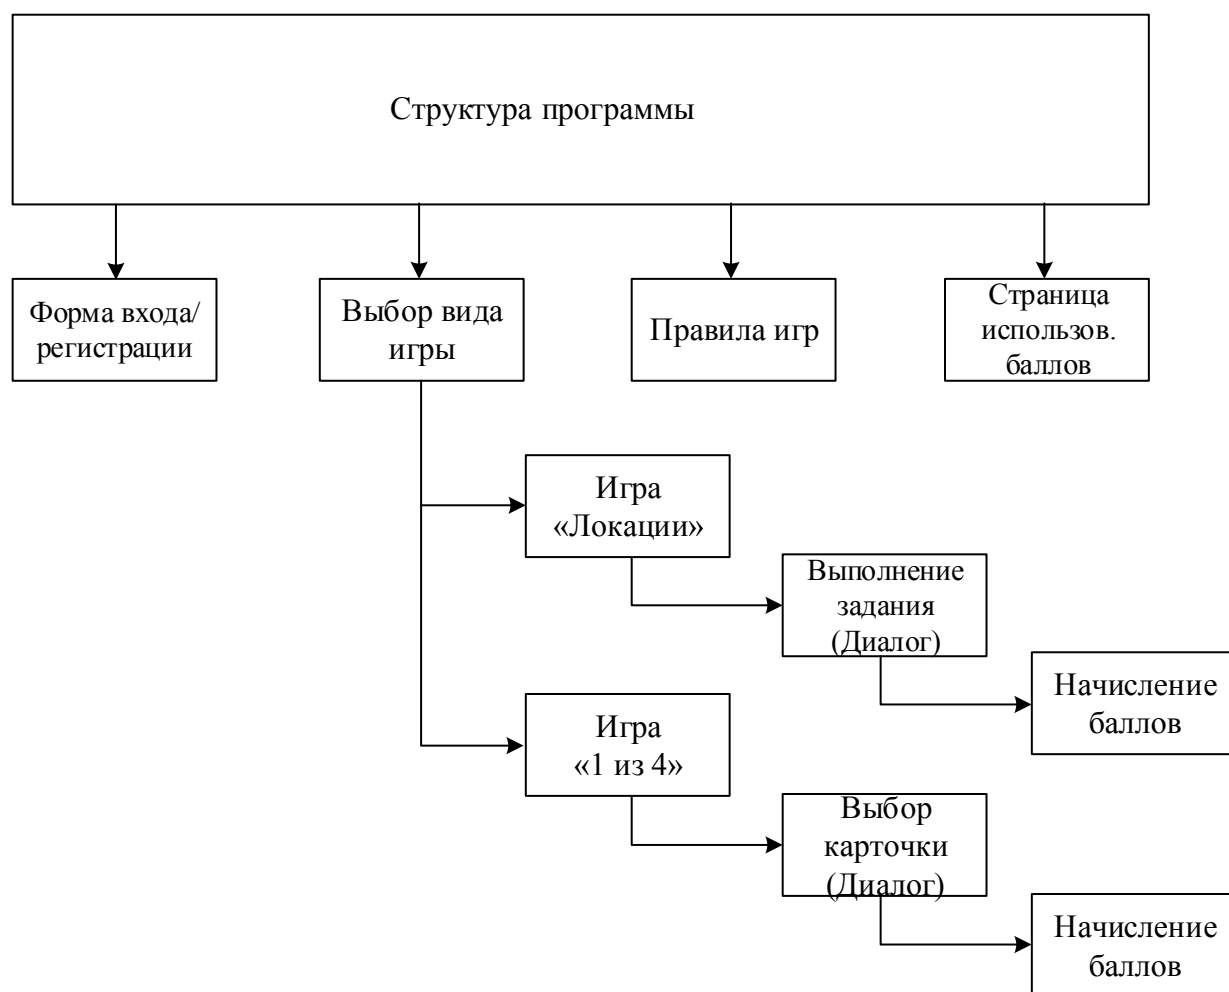 Структура программы
Форма входа/
регистрации
Выбор вида
игры
Правила игр
Страница
использов.
баллов
Игра
«Локации»
Выполнение
задания
(Диалог)
Начисление
баллов
Игра
«1 из 4»
Выбор
карточки
(Диалог)
Начисление
баллов